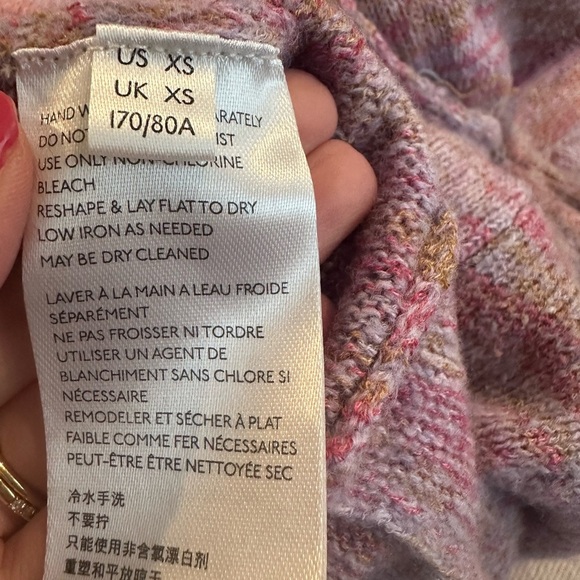 US XS
UK XS
170/80A
HAND
DO NOT
USE ONLY NON-CHLORINE
BLEACH
RESHAPE & LAY FLAT TO DRY
LOW IRON AS NEEDED
MAY BE DRY CLEANED
LAVER À LA MAIN A LEAU FROIDE
SÉPARÉMENT
NE PAS FROISSER NI TORDRE
UTILISER UN AGENT DE
BLANCHIMENT SANS CHLORE SI
NÉCESSAIRE
REMODELER ET SÉCHER À PLAT
FAIBLE COMME FER NÉCESSAIRES
PEUT-ÊTRE ÊTRE NETTOYÉE SEC
冷水手洗
不要拧
只能使用非含氯漂白剂
重塑和平放晾干